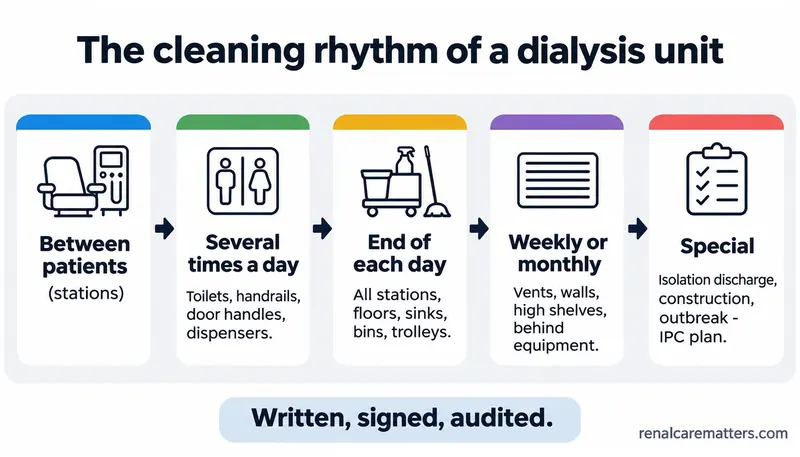 The cleaning rhythm of a dialysis unit
Between
patients
(stations)
Several
times a day
Toilets, handrails,
door handles,
dispensers.
End of
each day
All stations,
floors, sinks,
bins, trolleys.
Weekly or
monthly
Vents, walls,
high shelves,
behind
equipment.
Special
Isolation discharge,
construction,
outbreak -
IPC plan.
Written, signed, audited.
renalcarematters.com